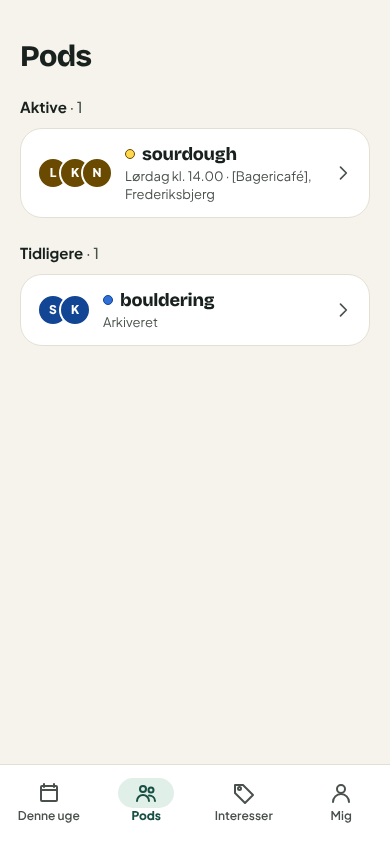 Pods
Aktive · 1
L K N
sourdough
Lørdag kl. 14.00 · [Bagericafé],
Frederiksbjerg
Tidligere · 1
S K
bouldering
Arkiveret
Denne uge
Pods
Interesser
Mig